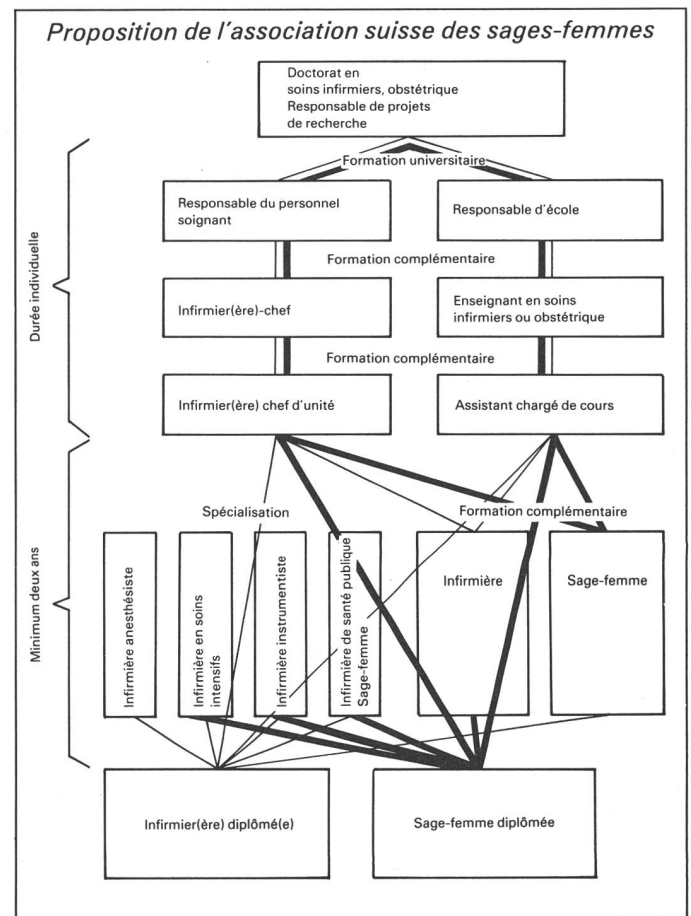 Proposition de l'association suisse des sages-femmes
Doctorat en
soins infirmiers, obstétrique
Responsable de projets
de recherche
Formation universitaire
Responsable du personnel
soignant
Responsable d'école
Formation complémentaire
Durée individuelle
Infirmier(ère)-chef
Enseignant en soins
infirmiers ou obstétrique
Formation complémentaire
Infirmier(ère) chef d'unité
Assistant chargé de cours
Spécialisation
Formation complémentaire
Minimum deux ans
Infirmière anesthésiste
Infirmière en soins
intensifs
Infirmière instrumentiste
Infirmière de santé publique
Sage-femme
Infirmière
Sage-femme
Infirmier(ère) diplômé(e)
Sage-femme diplômée